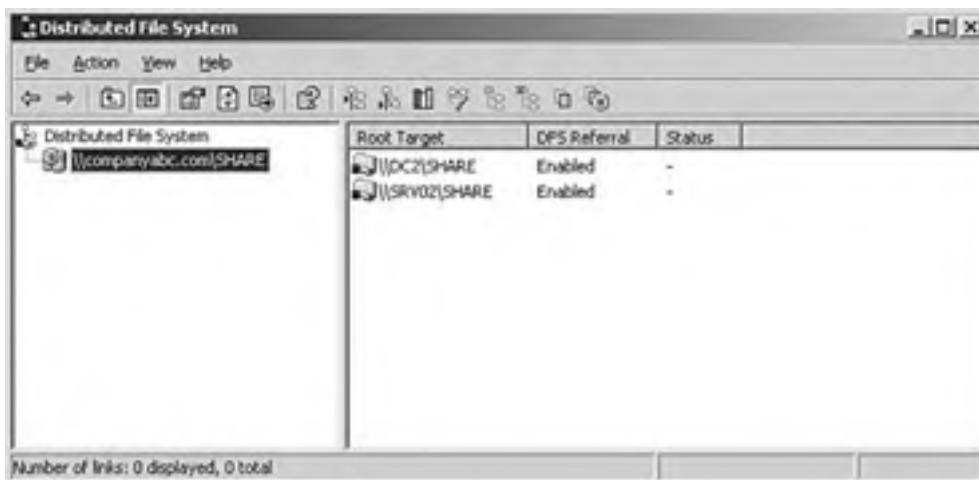 Distributed File System
File Action View Help
Distributed File System
\\companyabc.com\SHARE
Root Target DFS Referral Status
\\DC2\SHARE Enabled -
\\SRV02\SHARE Enabled -
Number of links: 0 displayed, 0 total